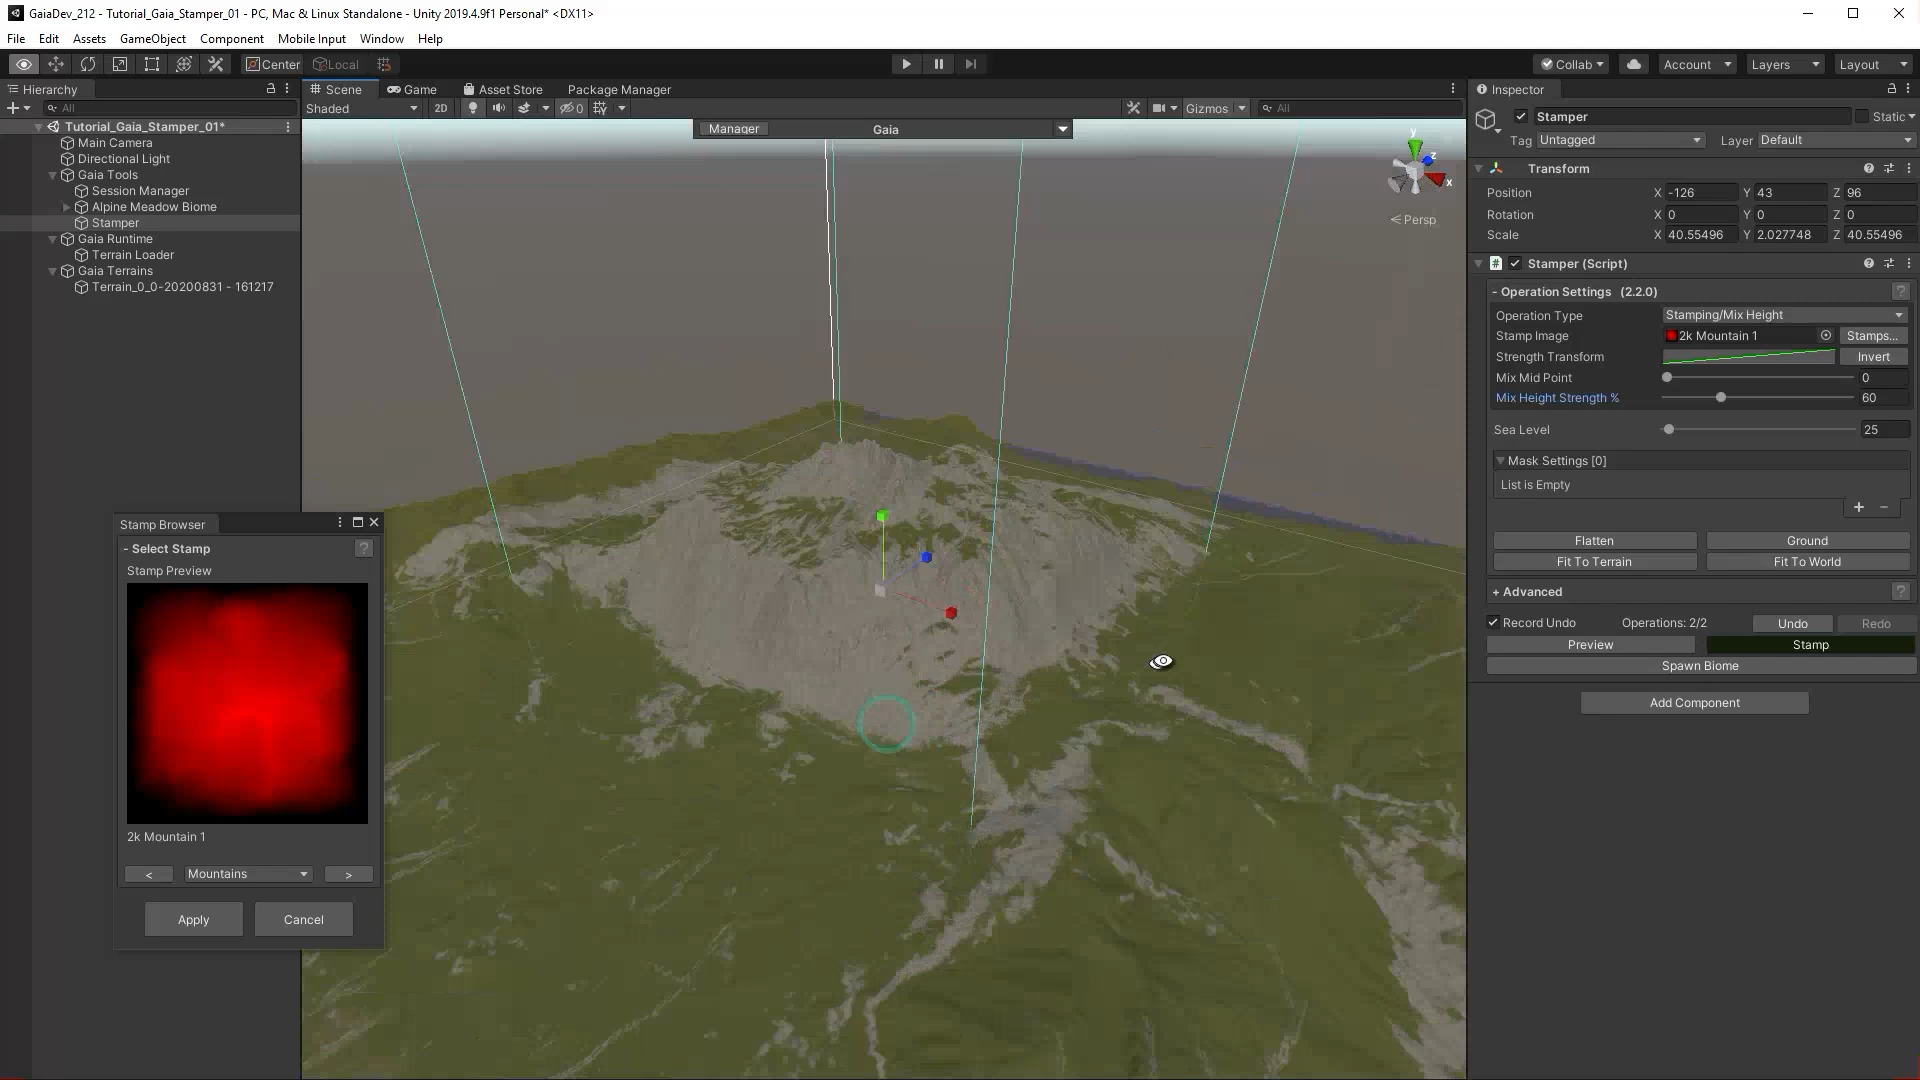 GaiaDev_212 - Tutorial_Gaia_Stamper_01 - PC, Mac & Linux Standalone - Unity 2019.4.9f1 Personal* <DX11>
File Edit Assets GameObject Component Mobile Input Window Help
Center Local Collab Account Layers Layout
Hierarchy
All
Tutorial_Gaia_Stamper_01*
Main Camera
Directional Light
Gaia Tools
Session Manager
Alpine Meadow Biome
Stamper
Gaia Runtime
Terrain Loader
Gaia Terrains
Terrain_0_0-20200831 - 161217
Scene Game Asset Store Package Manager
Shaded 2D 0 Gizmos All
Manager Gaia
y
z
x
Persp
Stamp Browser
- Select Stamp ?
Stamp Preview
2k Mountain 1
< Mountains >
Apply Cancel
Inspector
Stamper Static
Tag Untagged Layer Default
Transform
Position X -126 Y 43 Z 96
Rotation X 0 Y 0 Z 0
Scale X 40.55496 Y 2.027748 Z 40.55496
# Stamper (Script)
- Operation Settings (2.2.0) ?
Operation Type Stamping/Mix Height
Stamp Image 2k Mountain 1 Stamps...
Strength Transform Invert
Mix Mid Point 0
Mix Height Strength % 60
Sea Level 25
Mask Settings [0]
List is Empty
+ -
Flatten Ground
Fit To Terrain Fit To World
+ Advanced ?
Record Undo Operations: 2/2 Undo Redo
Preview Stamp
Spawn Biome
Add Component